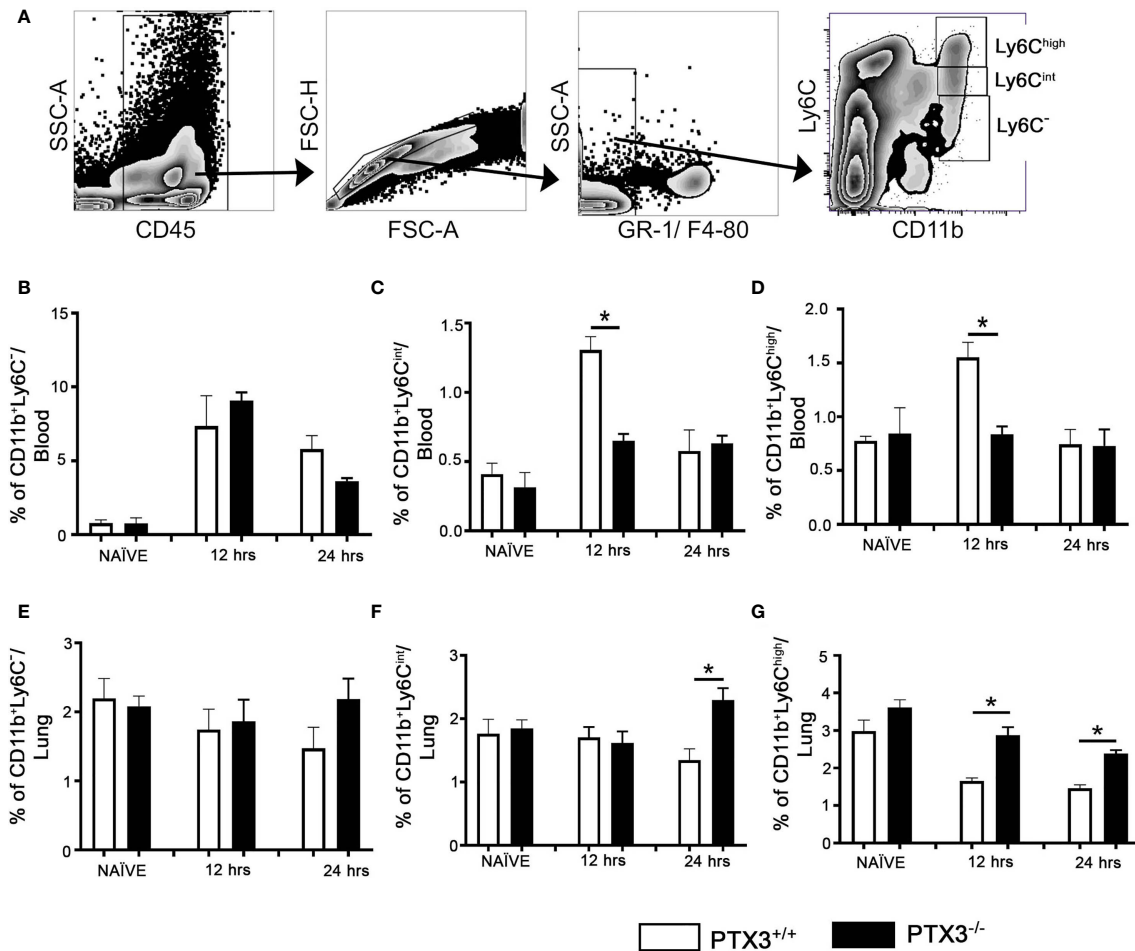 A
SSC-A
CD45
FSC-H
FSC-A
SSC-A
GR-1/ F4-80
Ly6C
CD11b
Ly6Chigh
Ly6Cint
Ly6C-
B
% of CD11b+Ly6C-/
Blood
15
10
5
0
NAÏVE
12 hrs
24 hrs
C
% of CD11b+Ly6Cint/
Blood
1.5
1.0
0.5
0.0
*
NAÏVE
12 hrs
24 hrs
D
% of CD11b+Ly6Chigh/
Blood
2.0
1.5
1.0
0.5
0.0
*
NAÏVE
12 hrs
24 hrs
E
% of CD11b+Ly6C-/
Lung
3
2
1
0
NAÏVE
12 hrs
24 hrs
F
% of CD11b+Ly6Cint/
Lung
3
2
1
0
*
NAÏVE
12 hrs
24 hrs
G
% of CD11b+Ly6Chigh/
Lung
5
4
3
2
1
0
*
*
NAÏVE
12 hrs
24 hrs
PTX3+/+
PTX3-/-